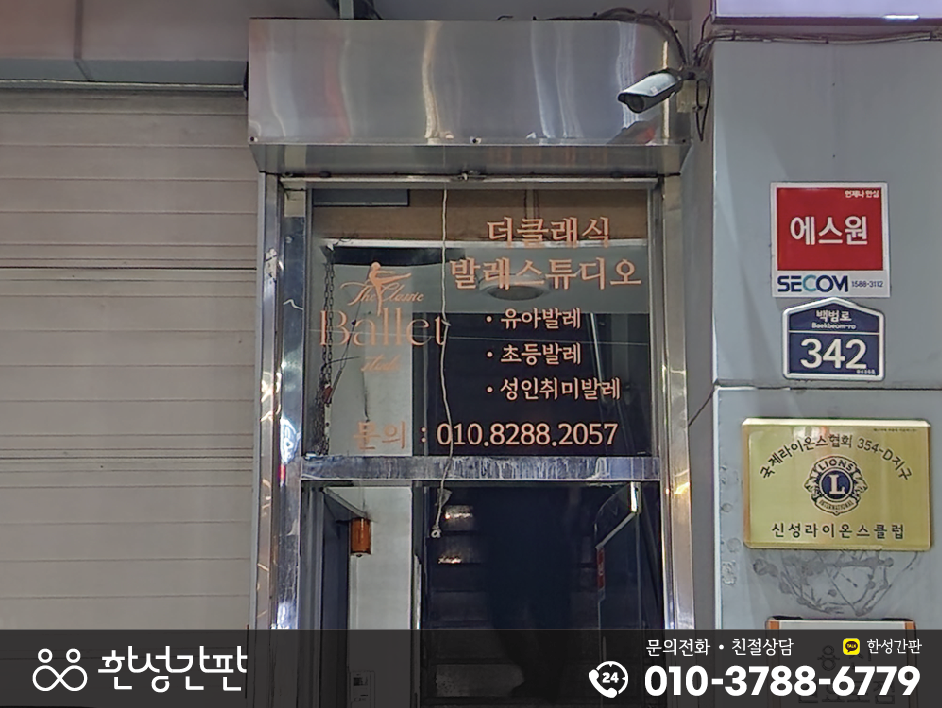 더클래식
발레스튜디오
The Classic
Ballet
· 유아발레
· 초등발레
· 성인취미발레
문의 : 010.8288.2057
언제나 안심
에스원
SECOM 1588-3112
백범로
Baekbeom-ro
342
국제라이온스협회 354-D지구
LIONS
L
INTERNATIONAL
신성라이온스클럽
한성간판
문의전화 • 친절상담
TALK 한성간판
24 010-3788-6779